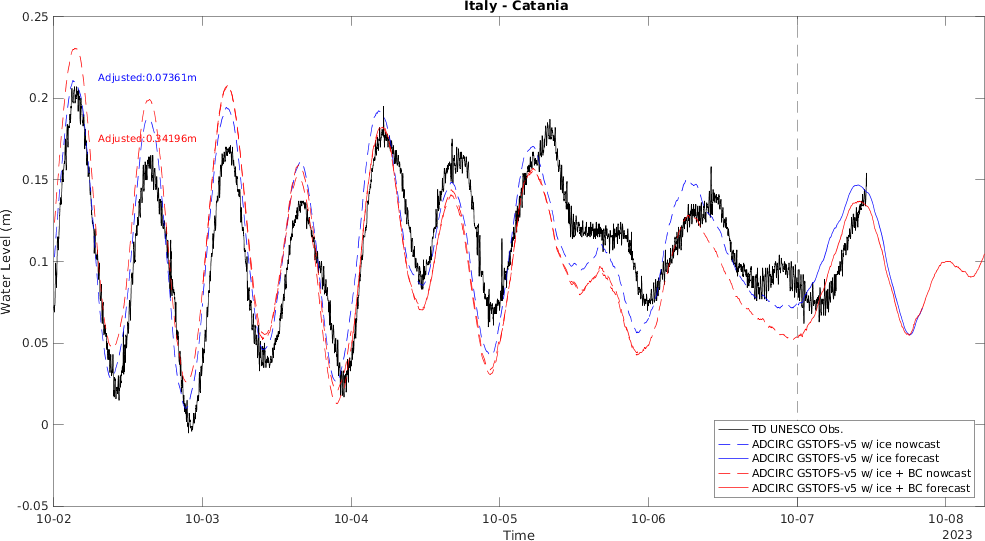 Italy - Catania
0.25
0.2
0.15
0.1
0.05
0
-0.05
Water Level (m)
Adjusted:0.07361m
Adjusted:0.34196m
TD UNESCO Obs.
ADCIRC GSTOFS-v5 w/ ice nowcast
ADCIRC GSTOFS-v5 w/ ice forecast
ADCIRC GSTOFS-v5 w/ ice + BC nowcast
ADCIRC GSTOFS-v5 w/ ice + BC forecast
10-02 10-03 10-04 10-05 10-06 10-07 10-08
2023
Time